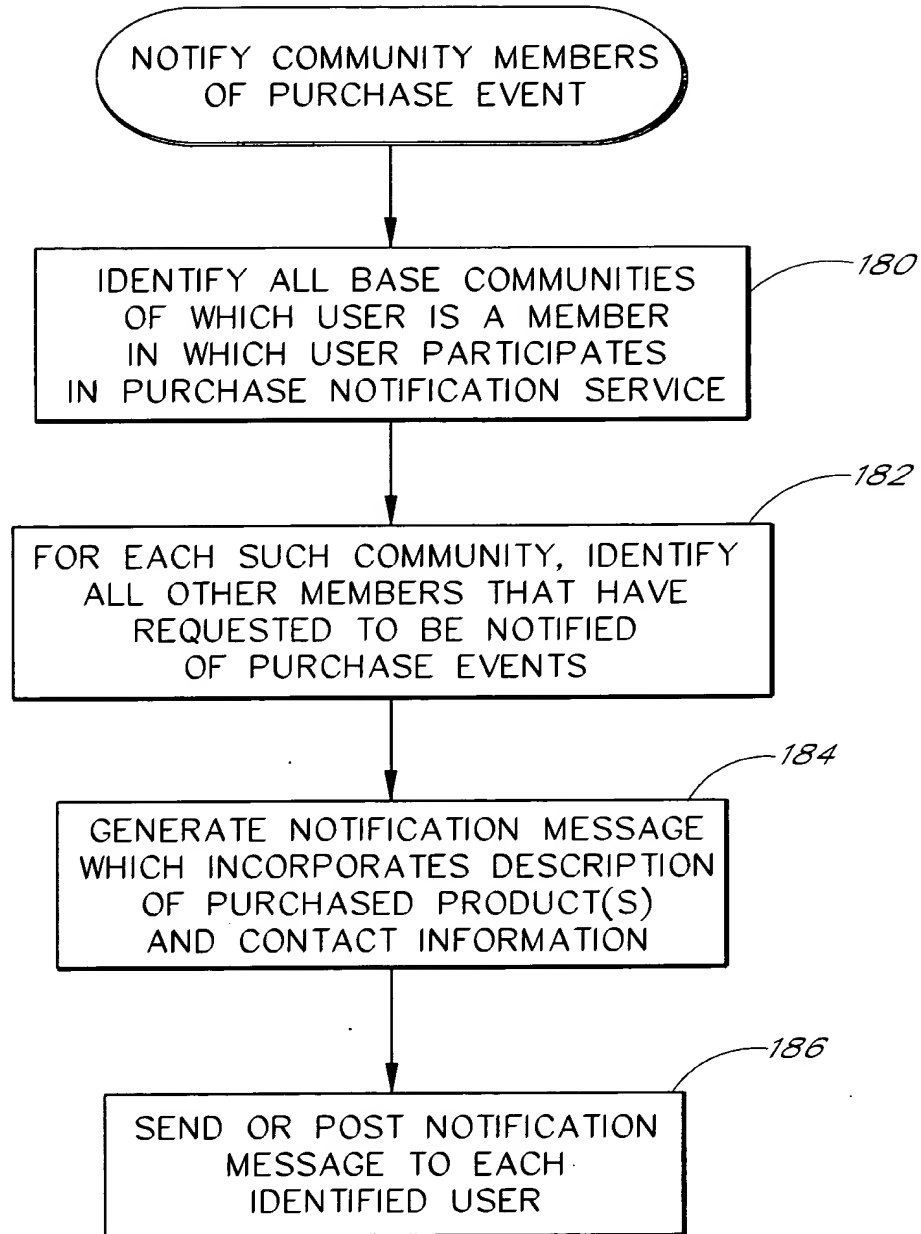 NOTIFY COMMUNITY MEMBERS
OF PURCHASE EVENT
180
IDENTIFY ALL BASE COMMUNITIES
OF WHICH USER IS A MEMBER
IN WHICH USER PARTICIPATES
IN PURCHASE NOTIFICATION SERVICE
182
FOR EACH SUCH COMMUNITY, IDENTIFY
ALL OTHER MEMBERS THAT HAVE
REQUESTED TO BE NOTIFIED
OF PURCHASE EVENTS
184
GENERATE NOTIFICATION MESSAGE
WHICH INCORPORATES DESCRIPTION
OF PURCHASED PRODUCT(S)
AND CONTACT INFORMATION
186
SEND OR POST NOTIFICATION
MESSAGE TO EACH
IDENTIFIED USER